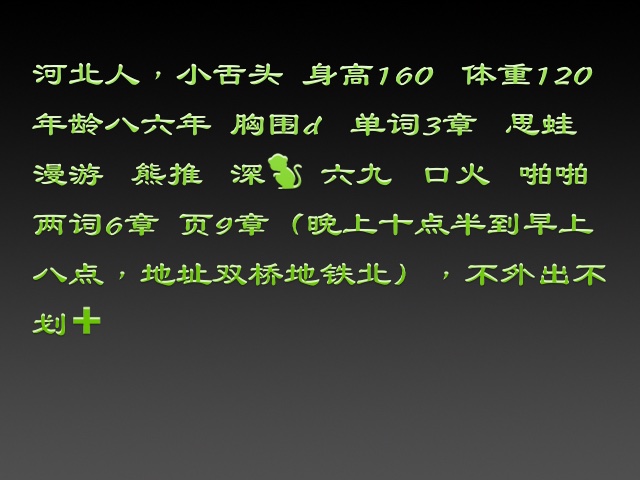 河北人，小舌头 身高160 体重120
年龄八六年 胸围d 单词3章 思蛙
漫游 熊推 深🐒 六九 口火 啪啪
两词6章 页9章（晚上十点半到早上
八点，地址双桥地铁北），不外出不
划➕